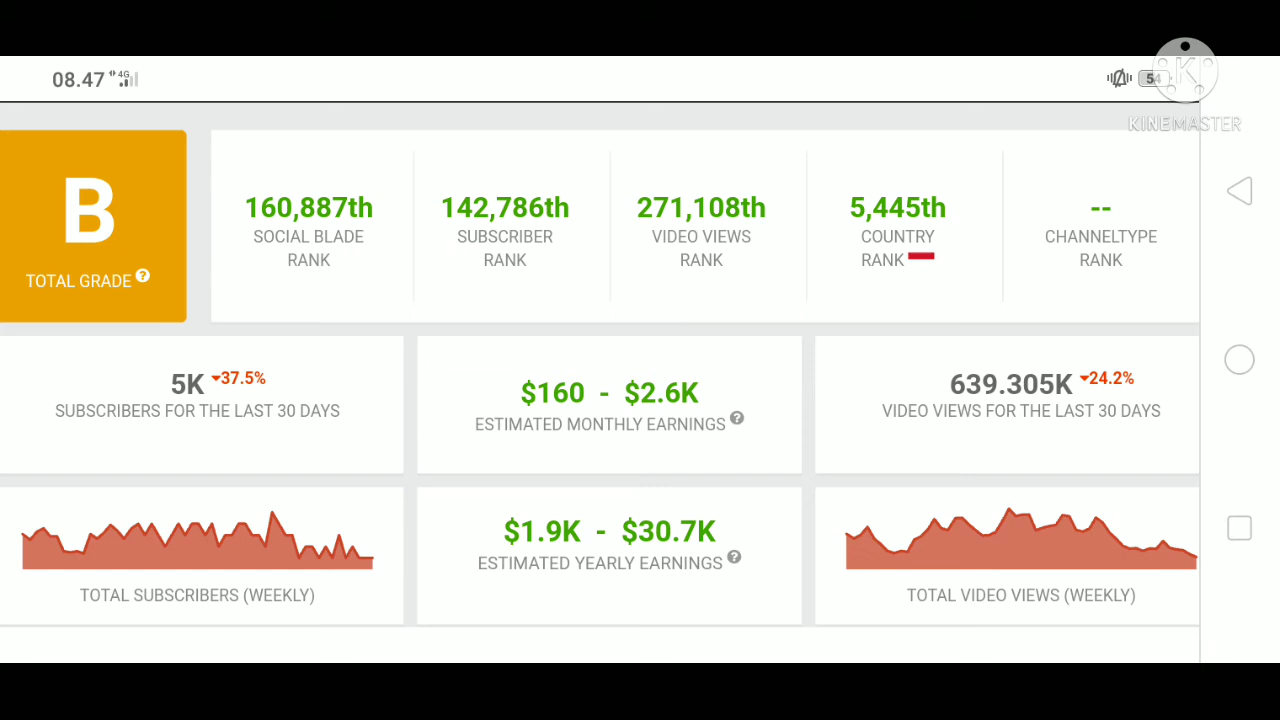 08.47 4G 54
KINEMASTER
B
TOTAL GRADE ?
160,887th
SOCIAL BLADE
RANK
142,786th
SUBSCRIBER
RANK
271,108th
VIDEO VIEWS
RANK
5,445th
COUNTRY
RANK
--
CHANNELTYPE
RANK
5K 37.5%
SUBSCRIBERS FOR THE LAST 30 DAYS
$160 - $2.6K
ESTIMATED MONTHLY EARNINGS ?
639.305K 24.2%
VIDEO VIEWS FOR THE LAST 30 DAYS
TOTAL SUBSCRIBERS (WEEKLY)
$1.9K - $30.7K
ESTIMATED YEARLY EARNINGS ?
TOTAL VIDEO VIEWS (WEEKLY)